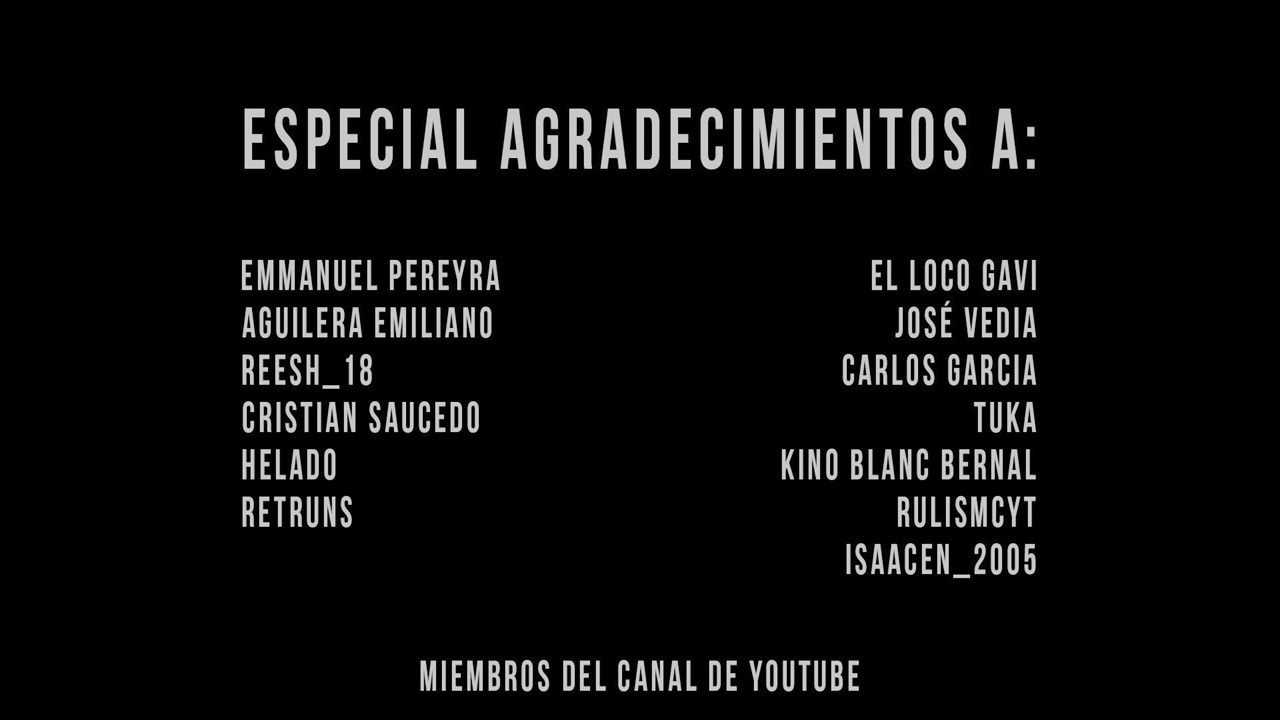 ESPECIAL AGRADECIMIENTOS A:
EMMANUEL PEREYRA
AGUILERA EMILIANO
REESH_18
CRISTIAN SAUCEDO
HELADO
RETRUNS
EL LOCO GAVI
JOSÉ VEDIA
CARLOS GARCIA
TUKA
KINO BLANC BERNAL
RULISMCYT
ISAACEN_2005
MIEMBROS DEL CANAL DE YOUTUBE